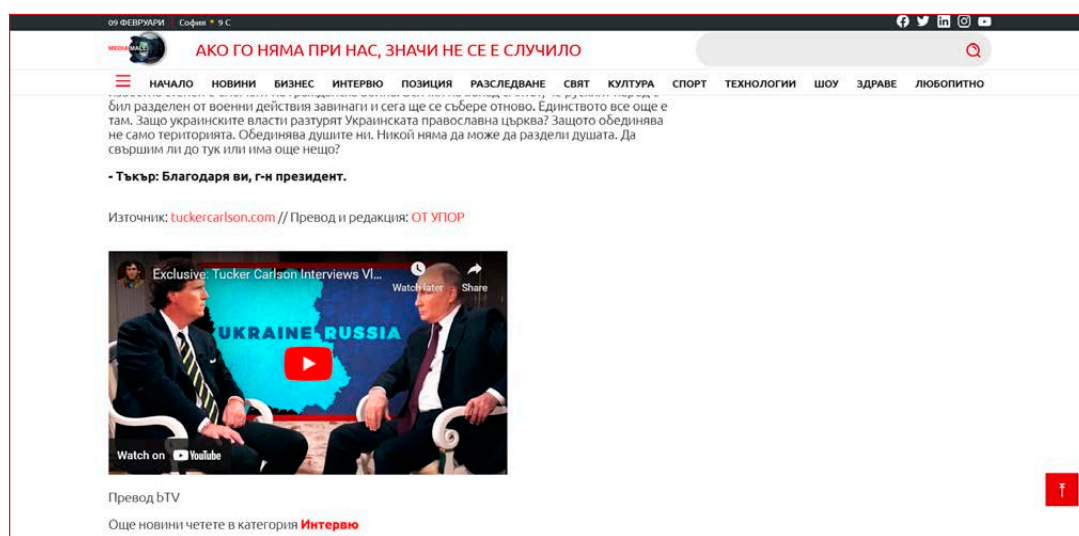 09 ФЕВРУАРИ София 9 C
MEDIA MALL
АКО ГО НЯМА ПРИ НАС, ЗНАЧИ НЕ СЕ Е СЛУЧИЛО
НАЧАЛО НОВИНИ БИЗНЕС ИНТЕРВЮ ПОЗИЦИЯ РАЗСЛЕДВАНЕ СВЯТ КУЛТУРА СПОРТ ТЕХНОЛОГИИ ШОУ ЗДРАВЕ ЛЮБОПИТНО
бил разделен от военни действия завинаги и сега ще се събере отново. Единството все още е
там. Защо украинските власти разтурят Украинската православна църква? Защото обединява
не само територията. Обединява душите ни. Никой няма да може да раздели душата. Да
свършим ли до тук или има още нещо?
- Тъкър: Благодаря ви, г-н президент.
Източник: tuckercarlson.com // Превод и редакция: ОТ УПОР
Exclusive: Tucker Carlson Interviews Vl...
Watch later Share
UKRAINE RUSSIA
Watch on YouTube
Превод bTV
Още новини четете в категория Интервю